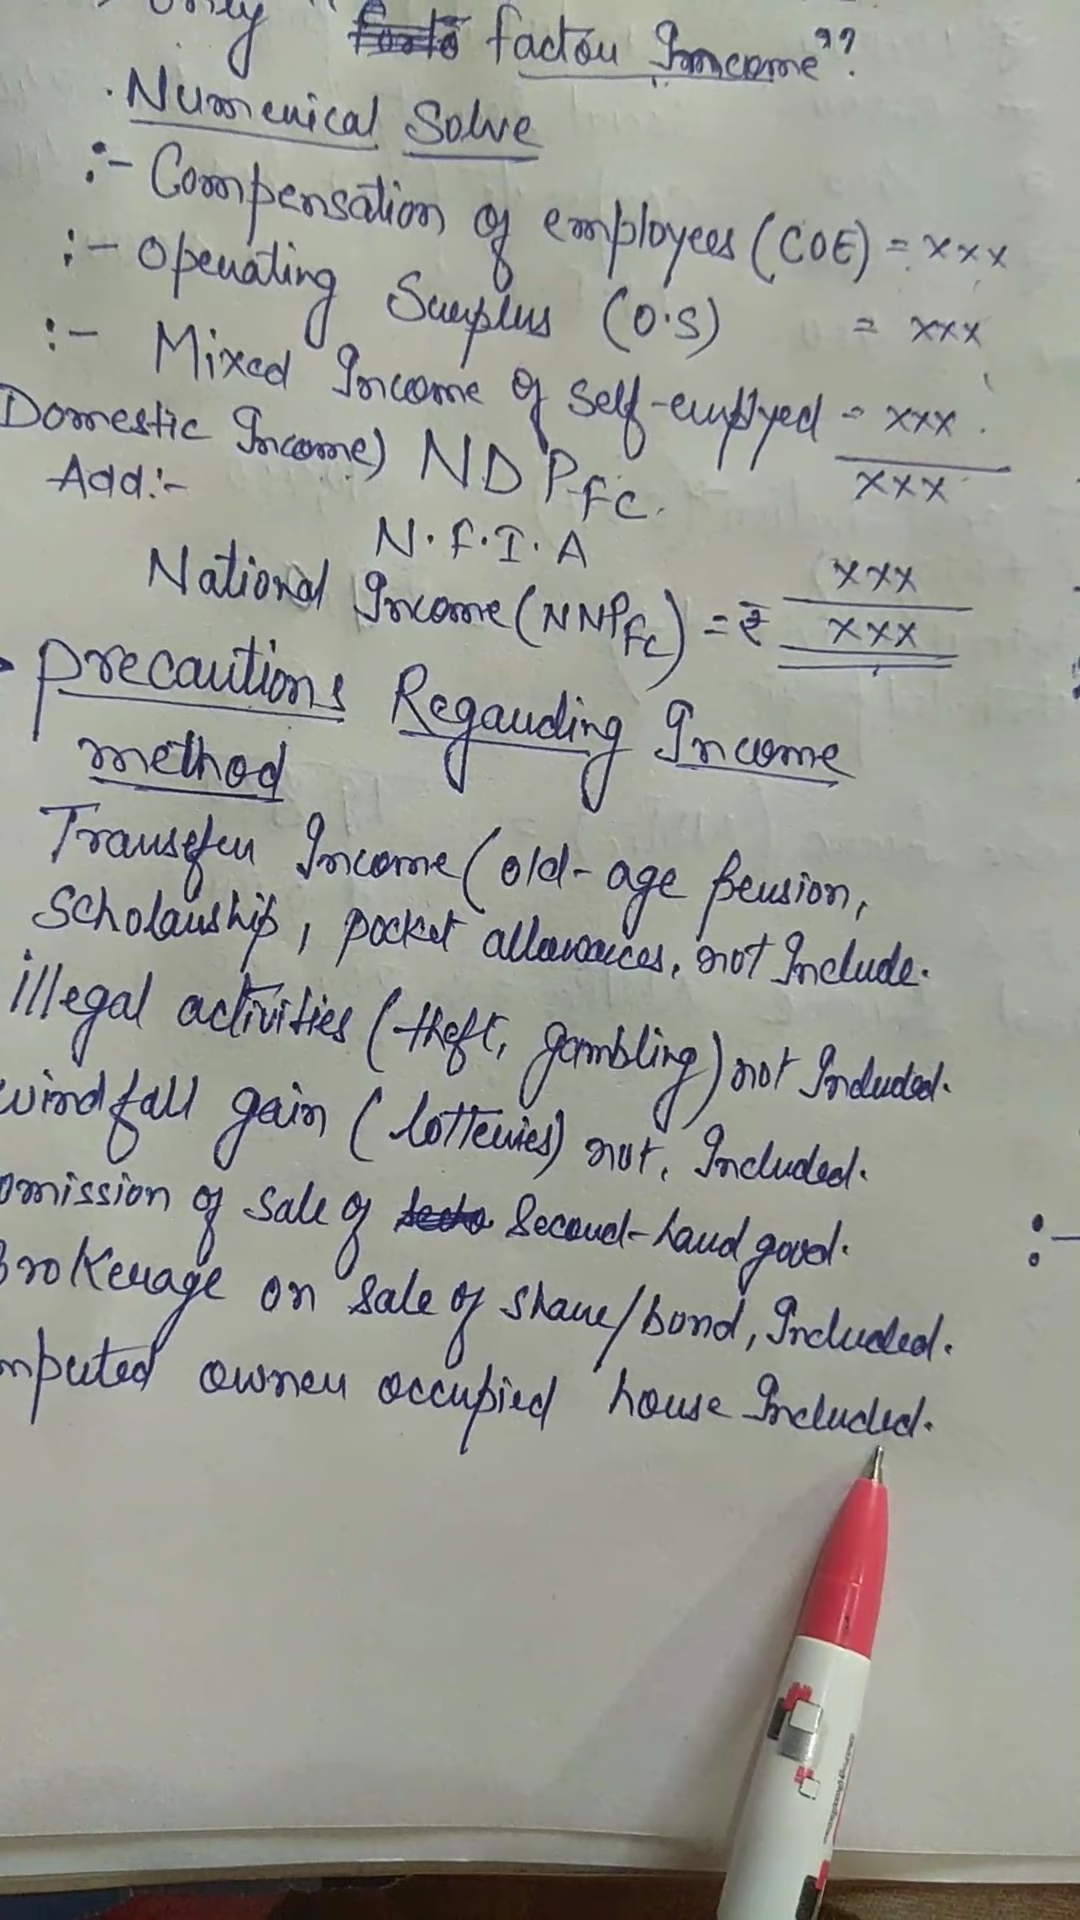 only " factor Income"?
Numerical Solve
:- Compensation of employees (COE) = xxx
:- Operating Surplus (O.S) = xxx
:- Mixed Income of self-emplyed = xxx
Domestic Income) NDPFC. xxx
Add:-
N.F.I.A xxx
National Income (NNPFC) = ₹ xxx
precautions Regarding Income
method
Transfer Income (old-age pension,
Scholarship, pocket allowances, not Include.
illegal activities (theft, gambling) not Included.
windfall gain (lotteries) not, Included.
omission of sale of Second-hand good.
Brokerage on sale of share/bond, Included.
mputed owner occupied house Included.